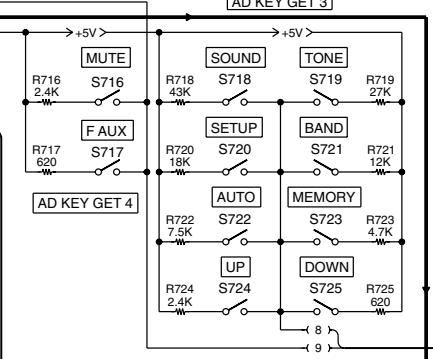 AD KEY GET 3
+5V +5V
MUTE SOUND TONE
R716 S716 R718 S718 S719 R719
2.4K 43K 27K
F AUX SETUP BAND
R717 S717 R720 S720 S721 R721
620 18K 12K
AD KEY GET 4 AUTO MEMORY
R722 S722 S723 R723
7.5K 4.7K
UP DOWN
R724 S724 S725 R725
2.4K 620
8
9